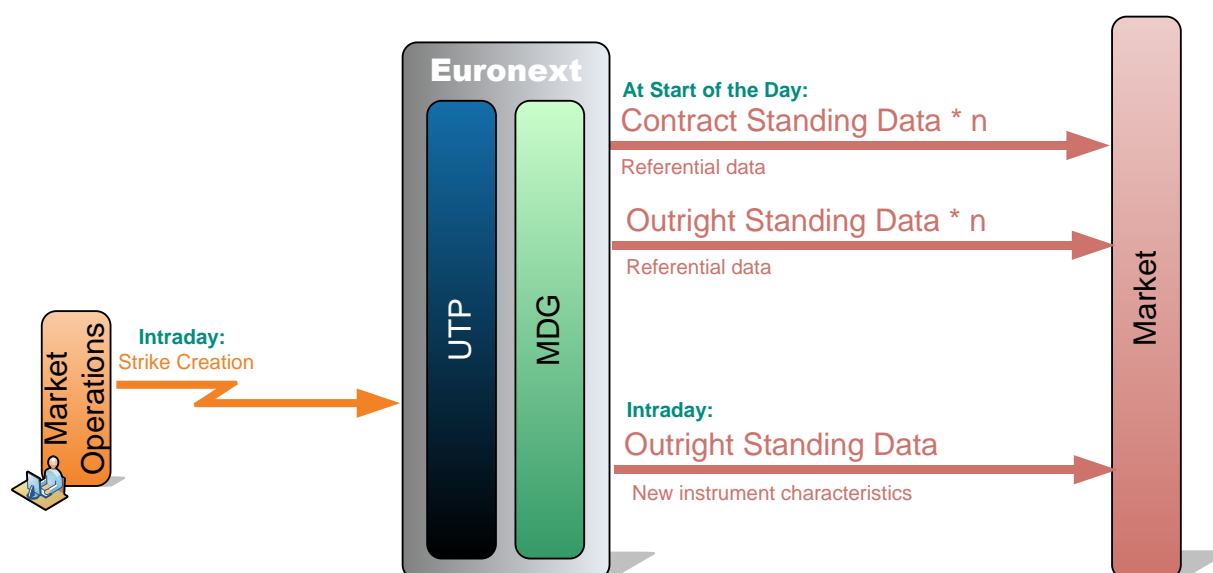 Euronext
UTP
MDG
At Start of the Day:
Contract Standing Data * n
Referential data
Outright Standing Data * n
Referential data
Market
Operations
Intraday:
Strike Creation
Intraday:
Outright Standing Data
New instrument characteristics
Market